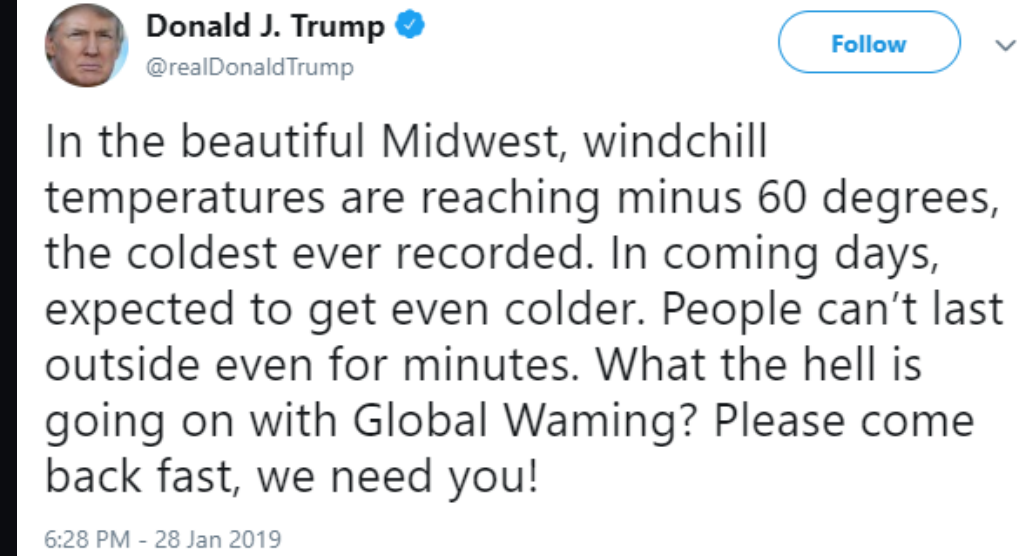 Donald J. Trump
Follow
@realDonaldTrump
In the beautiful Midwest, windchill
temperatures are reaching minus 60 degrees,
the coldest ever recorded. In coming days,
expected to get even colder. People can’t last
outside even for minutes. What the hell is
going on with Global Waming? Please come
back fast, we need you!
6:28 PM - 28 Jan 2019